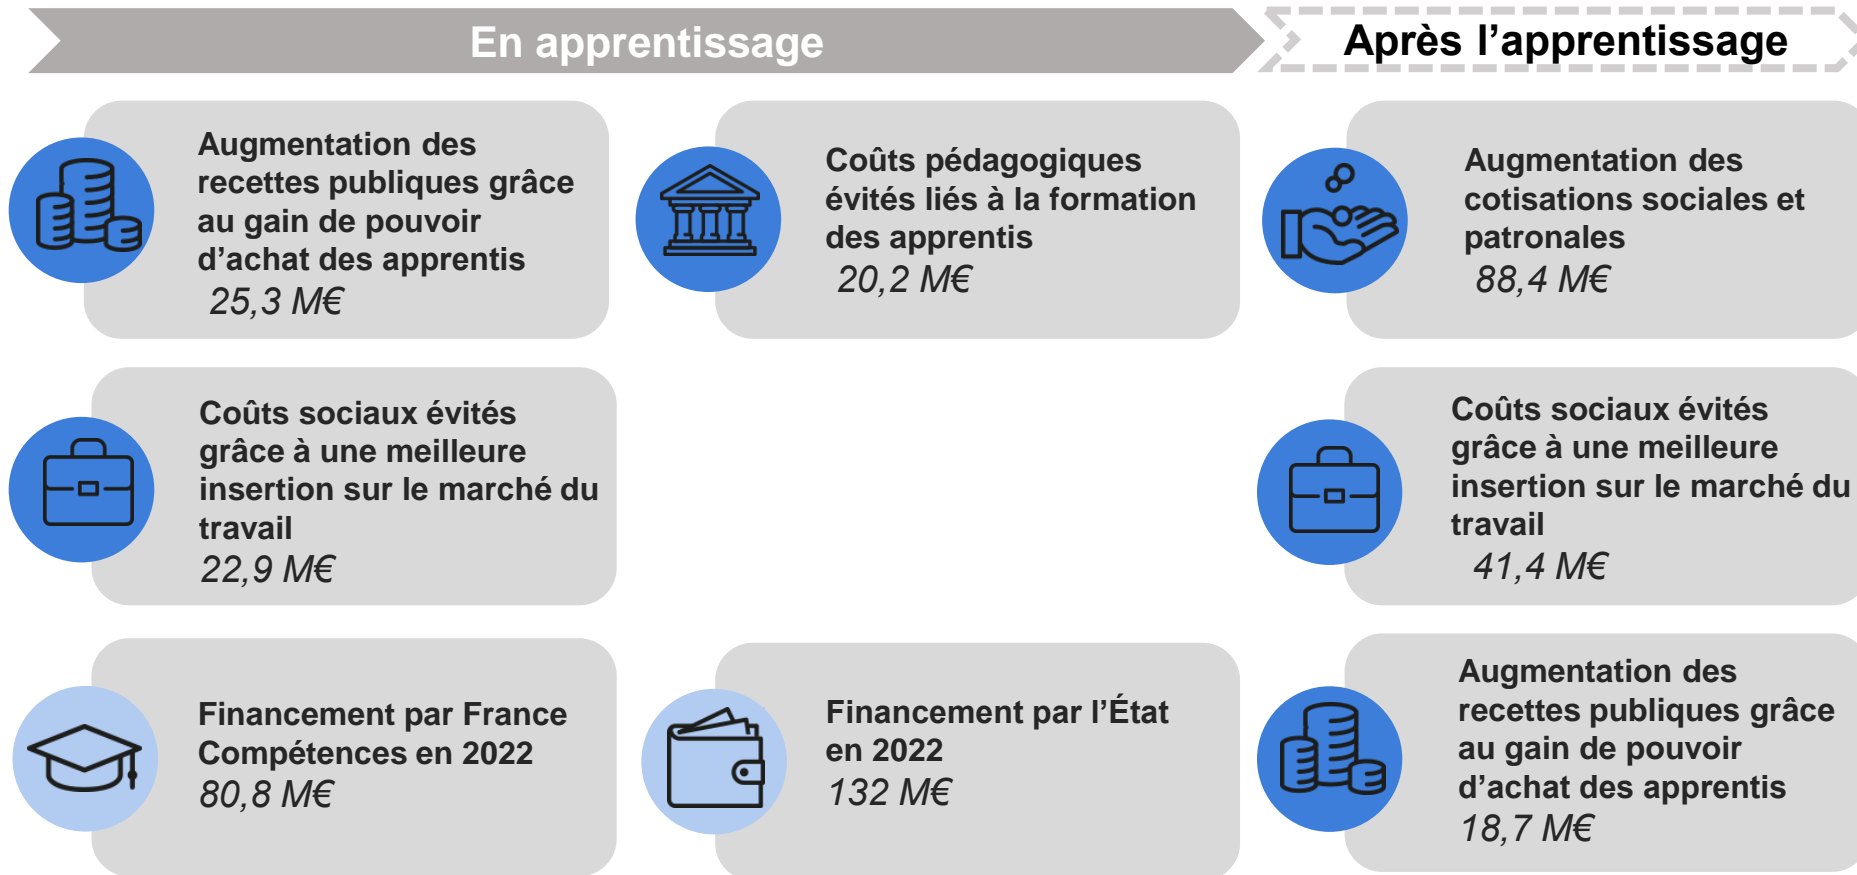 En apprentissage
Après l’apprentissage
Augmentation des
recettes publiques grâce
au gain de pouvoir
d’achat des apprentis
25,3 M€
Coûts pédagogiques
évités liés à la formation
des apprentis
20,2 M€
Augmentation des
cotisations sociales et
patronales
88,4 M€
Coûts sociaux évités
grâce à une meilleure
insertion sur le marché du
travail
22,9 M€
Coûts sociaux évités
grâce à une meilleure
insertion sur le marché du
travail
41,4 M€
Financement par France
Compétences en 2022
80,8 M€
Financement par l’État
en 2022
132 M€
Augmentation des
recettes publiques grâce
au gain de pouvoir
d’achat des apprentis
18,7 M€